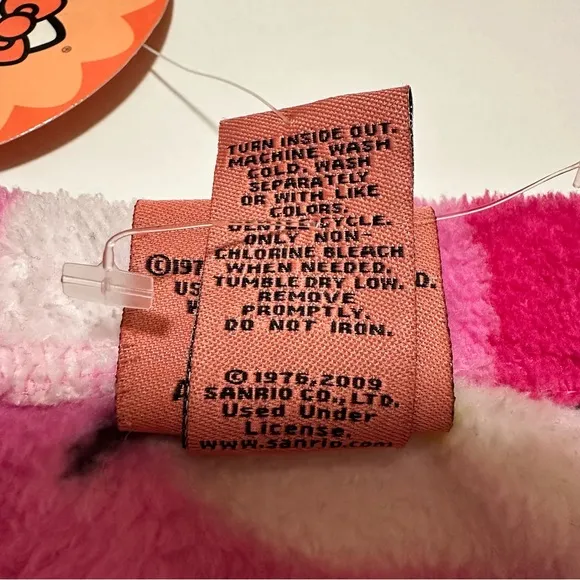 ®
TURN INSIDE OUT.
MACHINE WASH
COLD. WASH
SEPARATELY
OR WITH LIKE
COLORS.
GENTLE CYCLE.
ONLY NON-
CHLORINE BLEACH
WHEN NEEDED.
TUMBLE DRY LOW.
REMOVE
PROMPTLY.
DO NOT IRON.
© 1976, 2009
SANRIO CO., LTD.
Used Under
License.
www.sanrio.com
©197
D.
US